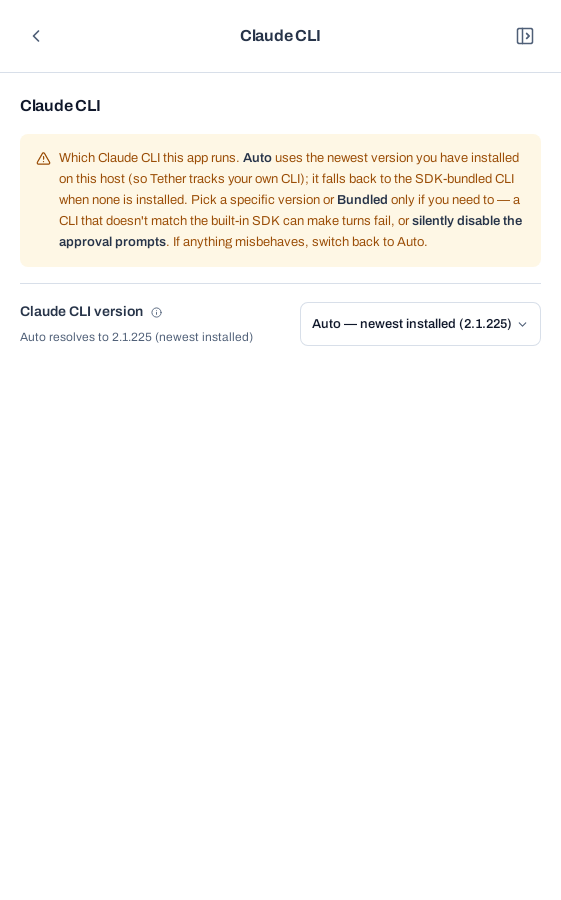 Claude CLI
Claude CLI
Which Claude CLI this app runs. Auto uses the newest version you have installed
on this host (so Tether tracks your own CLI); it falls back to the SDK-bundled CLI
when none is installed. Pick a specific version or Bundled only if you need to — a
CLI that doesn't match the built-in SDK can make turns fail, or silently disable the
approval prompts. If anything misbehaves, switch back to Auto.
Claude CLI version
Auto — newest installed (2.1.225)
Auto resolves to 2.1.225 (newest installed)